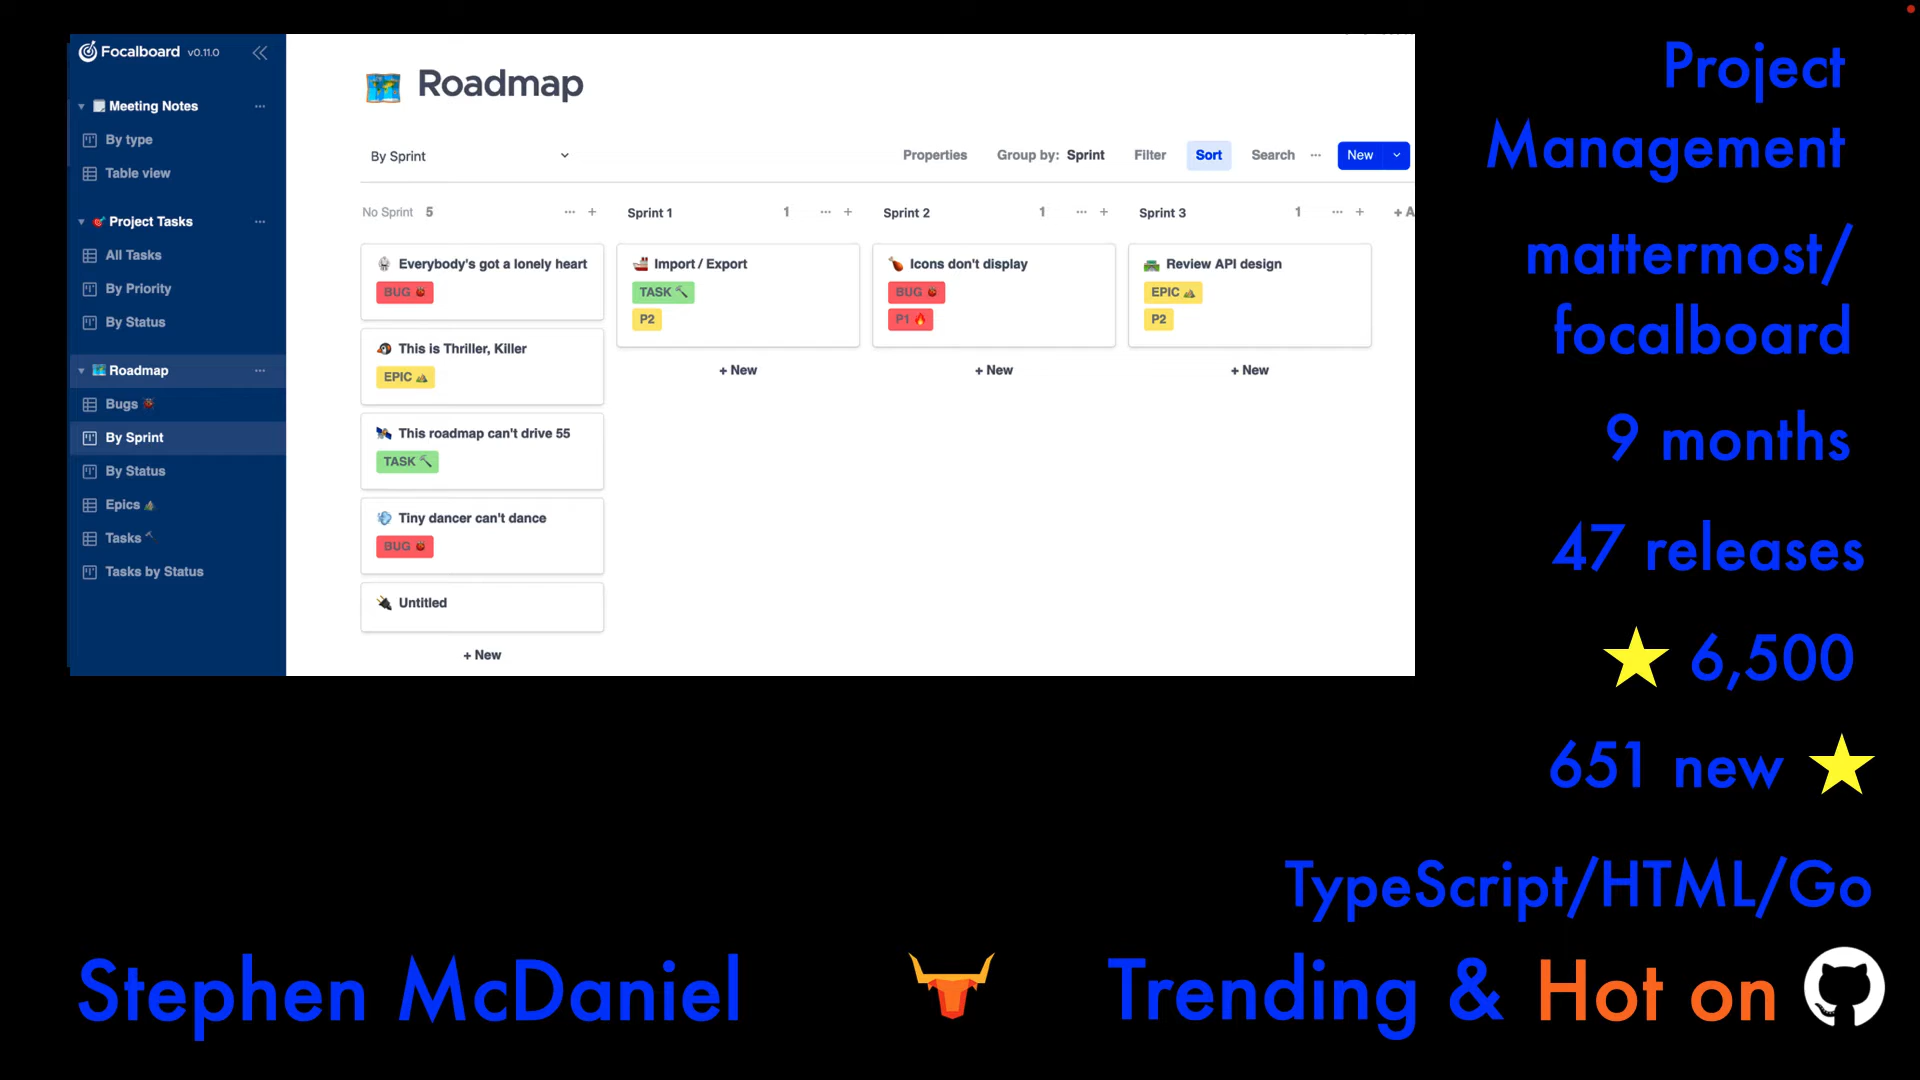 Focalboard v0.11.0
Meeting Notes
By type
Table view
Project Tasks
All Tasks
By Priority
By Status
Roadmap
Bugs
By Sprint
By Status
Epics
Tasks
Tasks by Status
Roadmap
By Sprint
Properties Group by: Sprint Filter Sort Search ··· New
No Sprint 5 ··· +
Everybody's got a lonely heart
BUG
This is Thriller, Killer
EPIC
This roadmap can't drive 55
TASK
Tiny dancer can't dance
BUG
Untitled
+ New
Sprint 1 1 ··· +
Import / Export
TASK
P2
+ New
Sprint 2 1 ··· +
Icons don't display
BUG
P1
+ New
Sprint 3 1 ··· +
Review API design
EPIC
P2
+ New
+ A
Project
Management
mattermost/
focalboard
9 months
47 releases
6,500
651 new
TypeScript/HTML/Go
Stephen McDaniel
Trending & Hot on